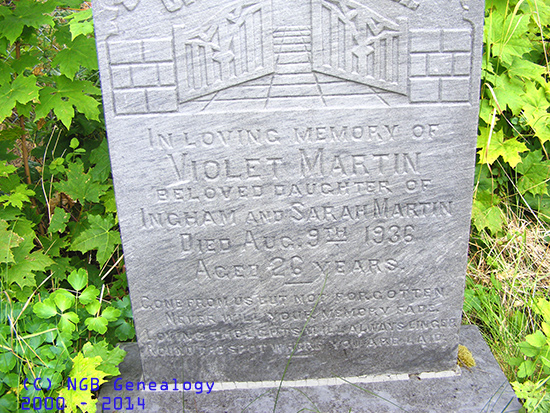 IN LOVING MEMORY OF
VIOLET MARTIN
BELOVED DAUGHTER OF
INGHAM AND SARAH MARTIN
DIED AUG. 9TH 1936
AGED YEARS.
GONE FROM US BUT NOT FORGOTTEN
NEVER WILL YOUR MEMORY FADE
LOVING THOUGHTS WILL ALWAYS LINGER
ROUND THE SPOT WHERE YOU ARE LAID
(C) NGB Genealogy
2000 - 2014